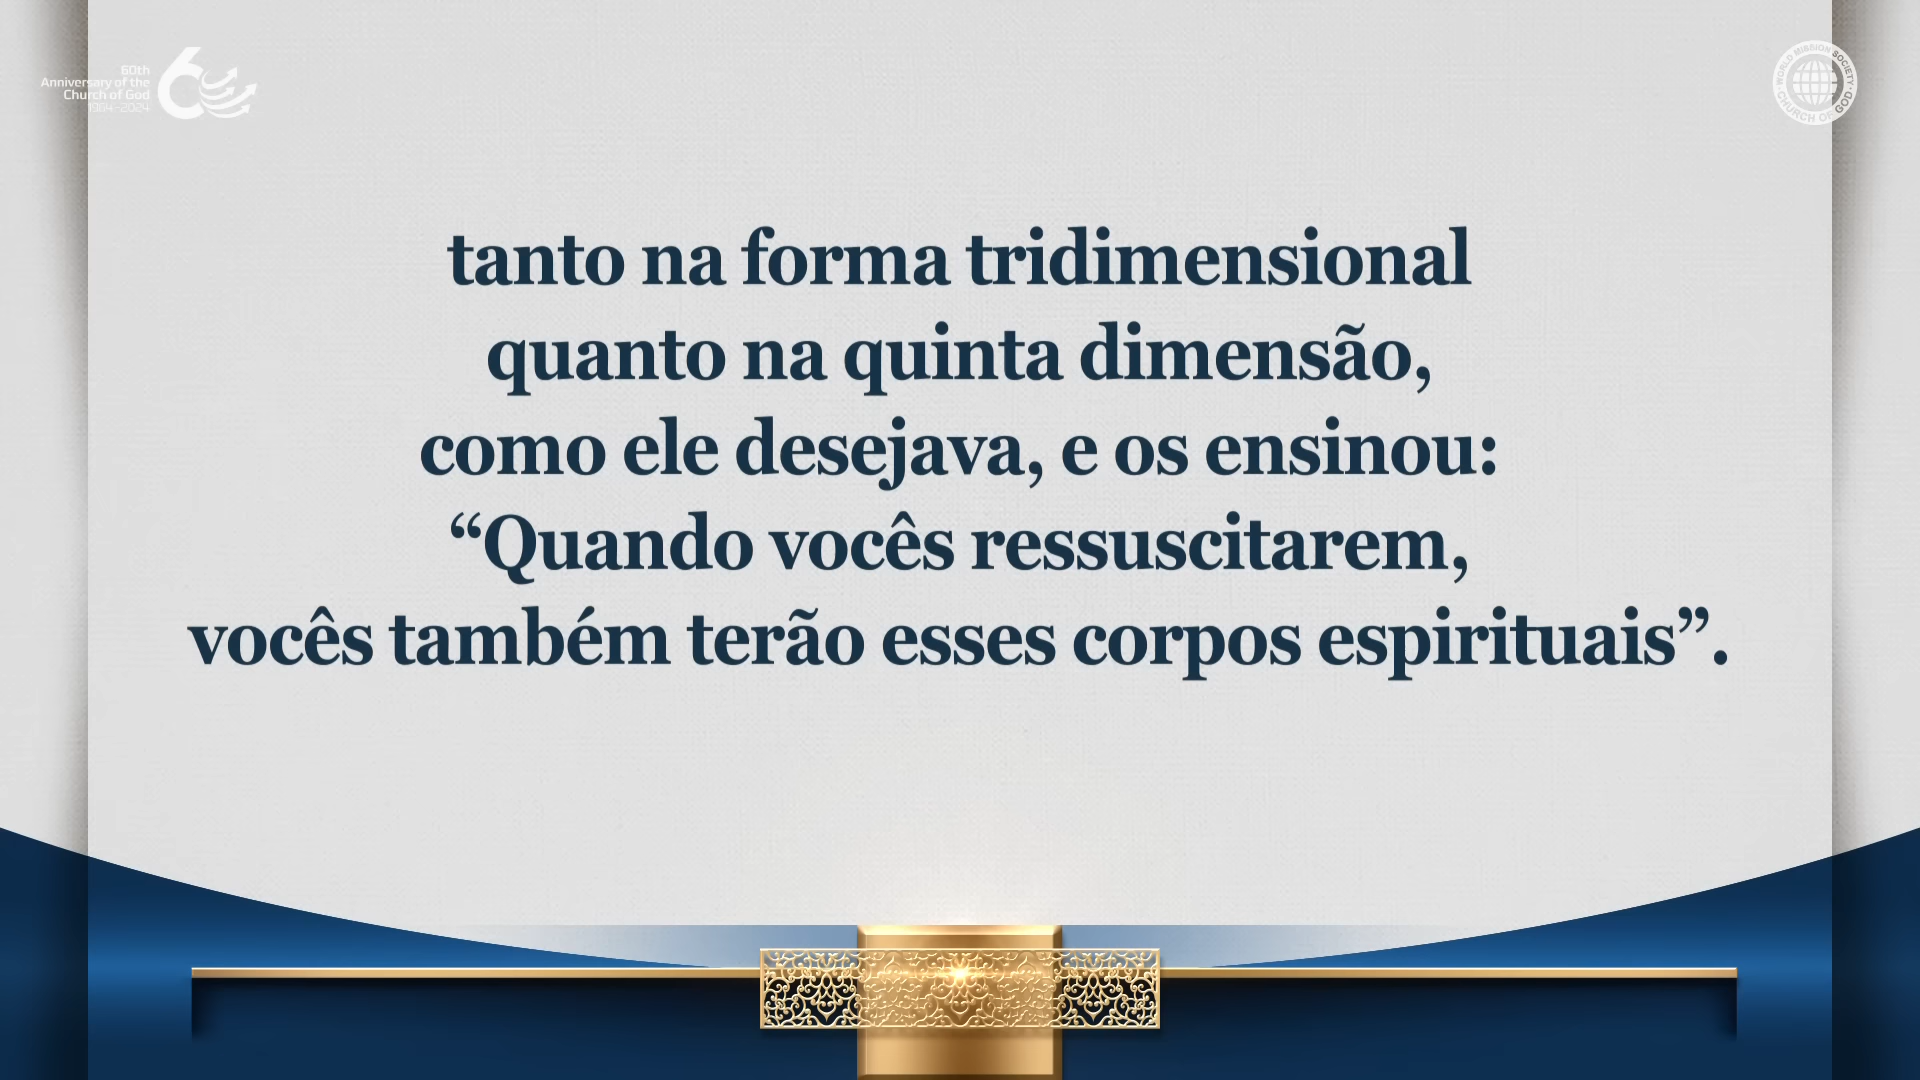 60th
Anniversary of the
Church of God
1964-2024
WORLD MISSION SOCIETY
CHURCH OF GOD
tanto na forma tridimensional
quanto na quinta dimensão,
como ele desejava, e os ensinou:
“Quando vocês ressuscitarem,
vocês também terão esses corpos espirituais”.